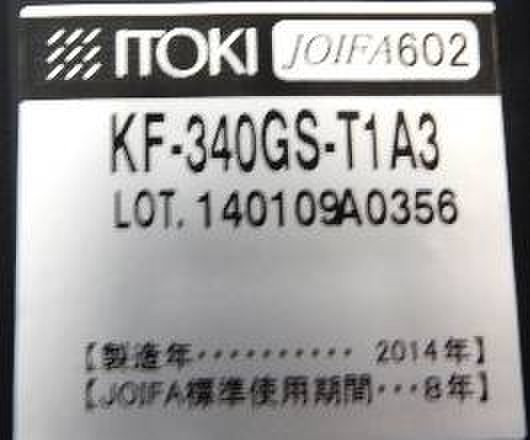 ITOKI JOIFA602
KF-340GS-T1A3
LOT. 140109A0356
【製造年·········· 2014年】
【JOIFA標準使用期間···8年】